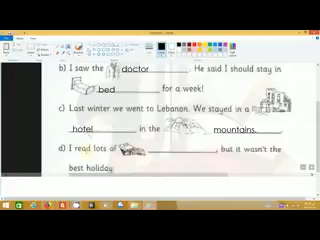 b) I saw the doctor. He said I should stay in
bed for a week!
c) Last winter we went to Lebanon. We stayed in a
hotel in the mountains.
d) I read lots of , but it wasn't the
best holiday.